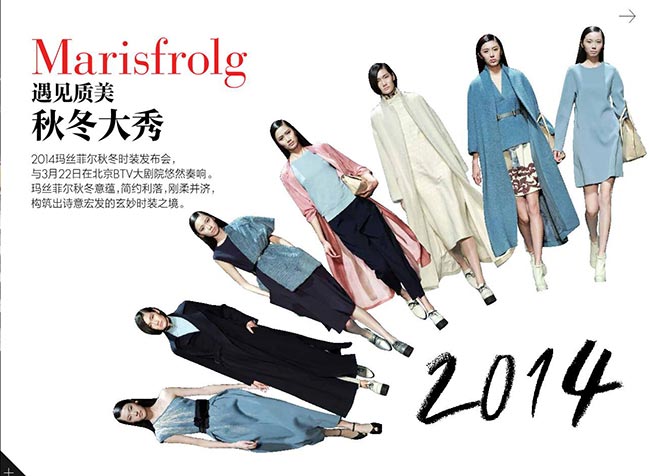 Marisfrolg
遇见质美
秋冬大秀
2014玛丝菲尔秋冬时装发布会，
与3月22日在北京BTV大剧院悠然奏响。
玛丝菲尔秋冬意蕴，简约利落，刚柔并济，
构筑出诗意宏发的玄妙时装之境。
2014